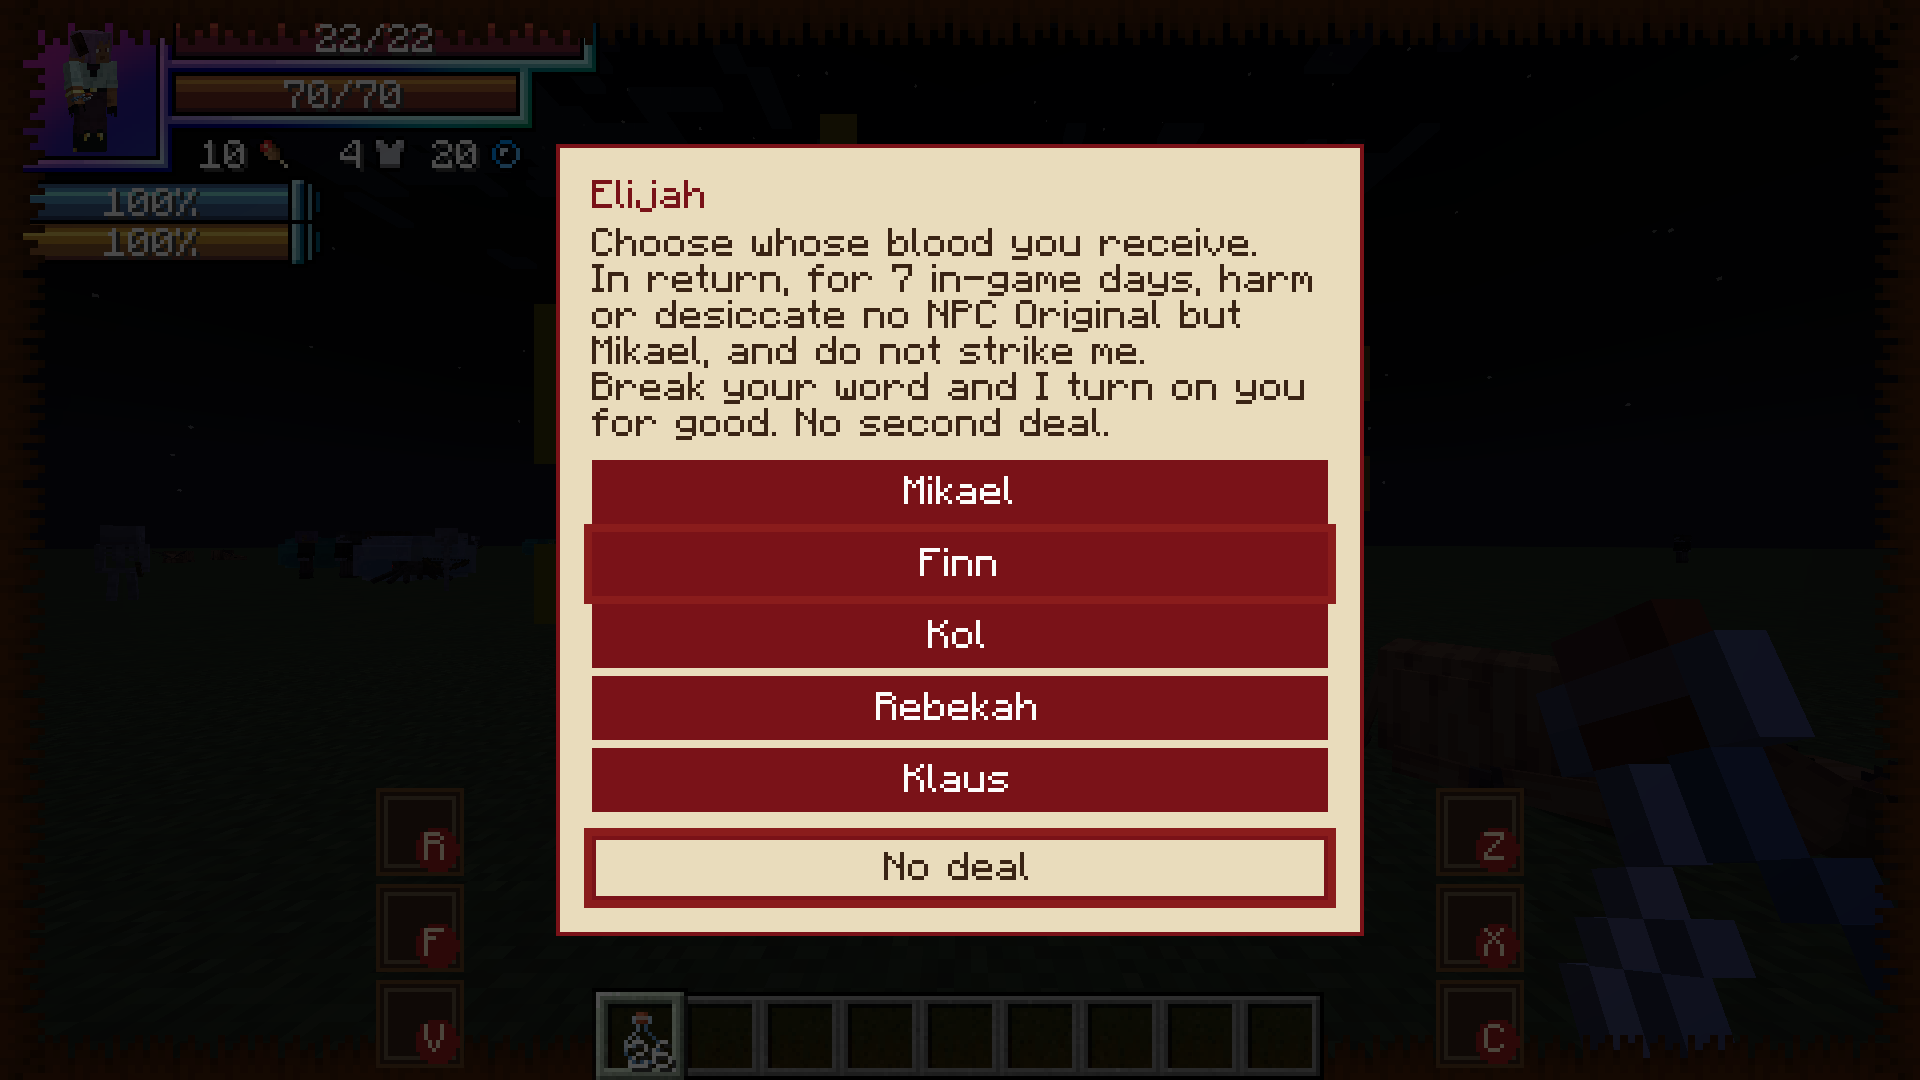 22/22
70/70
10 4 20
100%
100%
Elijah
Choose whose blood you receive.
In return, for 7 in-game days, harm
or desiccate no NPC Original but
Mikael, and do not strike me.
Break your word and I turn on you
for good. No second deal.
Mikael
Finn
Kol
Rebekah
Klaus
No deal
R
F
V
Z
X
C
26